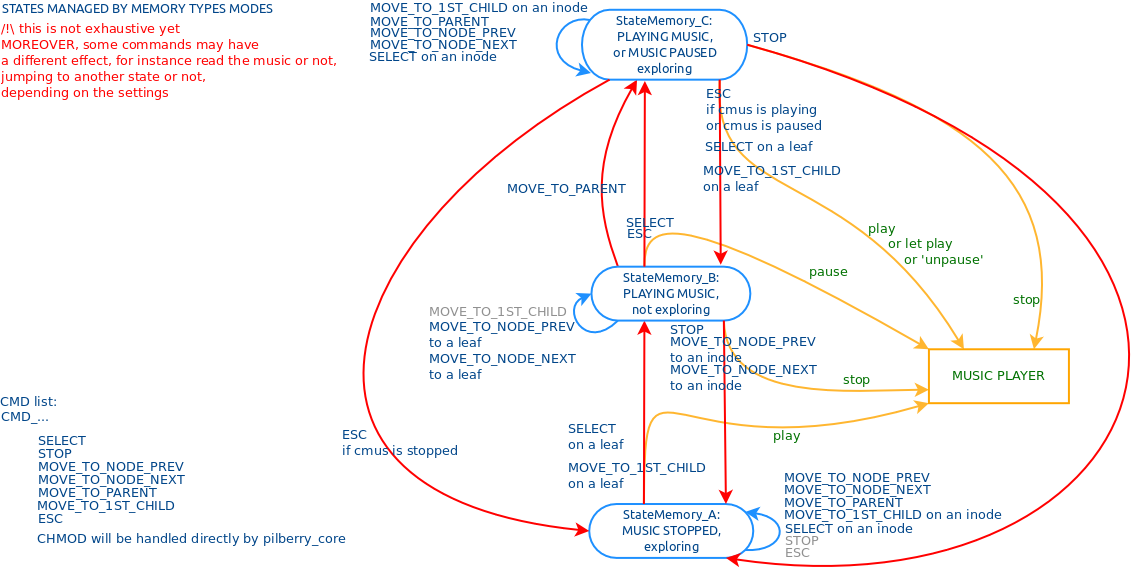 STATES MANAGED BY MEMORY TYPES MODES
/!\ this is not exhaustive yet
MOREOVER, some commands may have
a different effect, for instance read the music or not,
jumping to another state or not,
depending on the settings
MOVE_TO_1ST_CHILD on an inode
MOVE_TO_PARENT
MOVE_TO_NODE_PREV
MOVE_TO_NODE_NEXT
SELECT on an inode
StateMemory_C:
PLAYING MUSIC,
or MUSIC PAUSED
exploring
STOP
ESC
if cmus is playing
or cmus is paused
SELECT on a leaf
MOVE_TO_1ST_CHILD
on a leaf
MOVE_TO_PARENT
SELECT
ESC
play
or let play
or 'unpause'
pause
stop
StateMemory_B:
PLAYING MUSIC,
not exploring
MOVE_TO_1ST_CHILD
MOVE_TO_NODE_PREV
to a leaf
MOVE_TO_NODE_NEXT
to a leaf
STOP
MOVE_TO_NODE_PREV
to an inode
MOVE_TO_NODE_NEXT
to an inode
stop
MUSIC PLAYER
play
CMD list:
CMD_...
SELECT
STOP
MOVE_TO_NODE_PREV
MOVE_TO_NODE_NEXT
MOVE_TO_PARENT
MOVE_TO_1ST_CHILD
ESC
CHMOD will be handled directly by pilberry_core
ESC
if cmus is stopped
SELECT
on a leaf
MOVE_TO_1ST_CHILD
on a leaf
StateMemory_A:
MUSIC STOPPED,
exploring
MOVE_TO_NODE_PREV
MOVE_TO_NODE_NEXT
MOVE_TO_PARENT
MOVE_TO_1ST_CHILD on an inode
SELECT on an inode
STOP
ESC